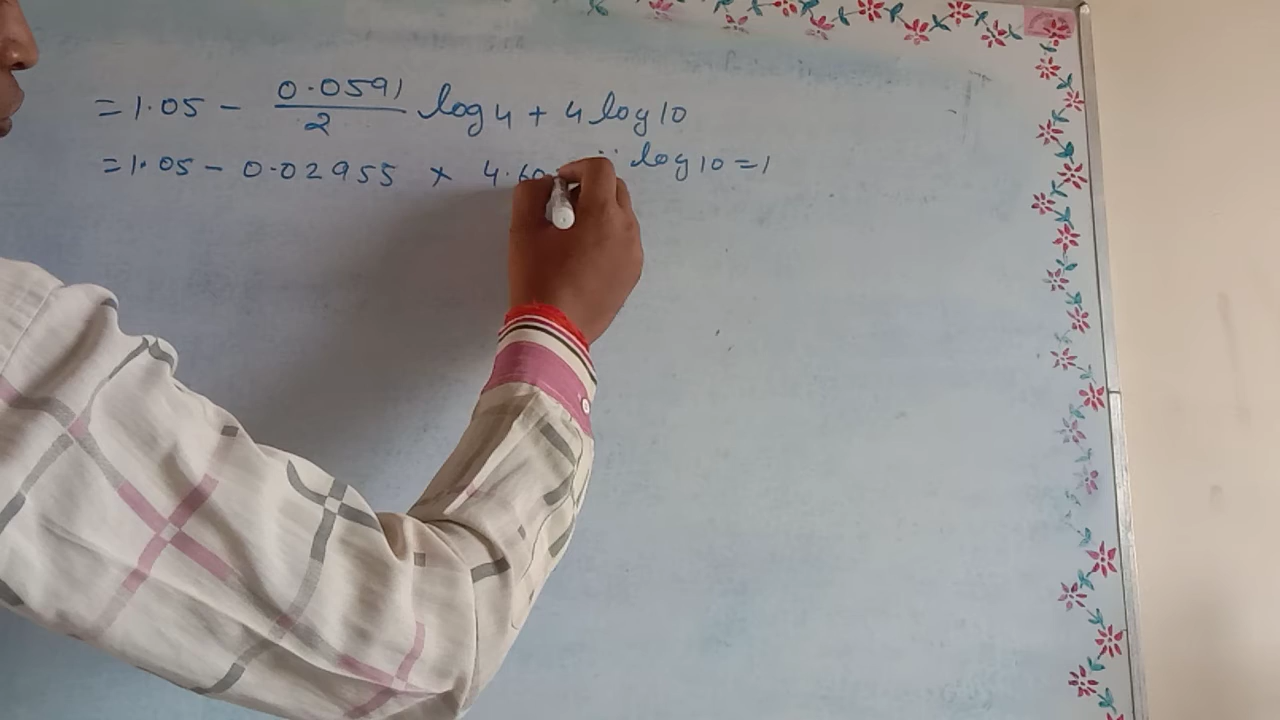 = 1.05 - 0.0591/2 log 4 + 4 log 10
= 1.05 - 0.02955 × 4.60 ∵ log 10 = 1